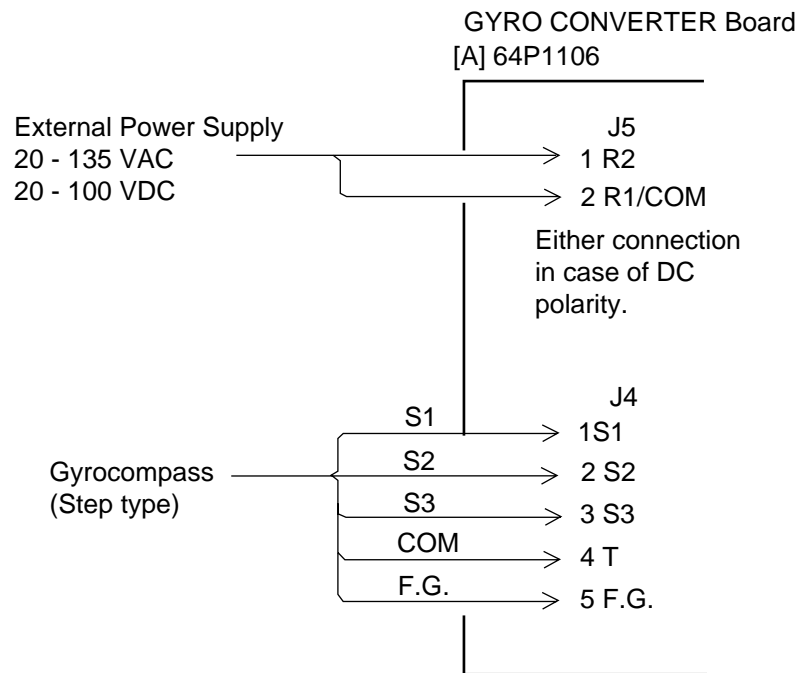 GYRO CONVERTER Board
[A] 64P1106
External Power Supply
20 - 135 VAC
20 - 100 VDC
J5
1 R2
2 R1/COM
Either connection
in case of DC
polarity.
J4
S1
1S1
S2
2 S2
Gyrocompass
(Step type)
S3
3 S3
COM
4 T
F.G.
5 F.G.